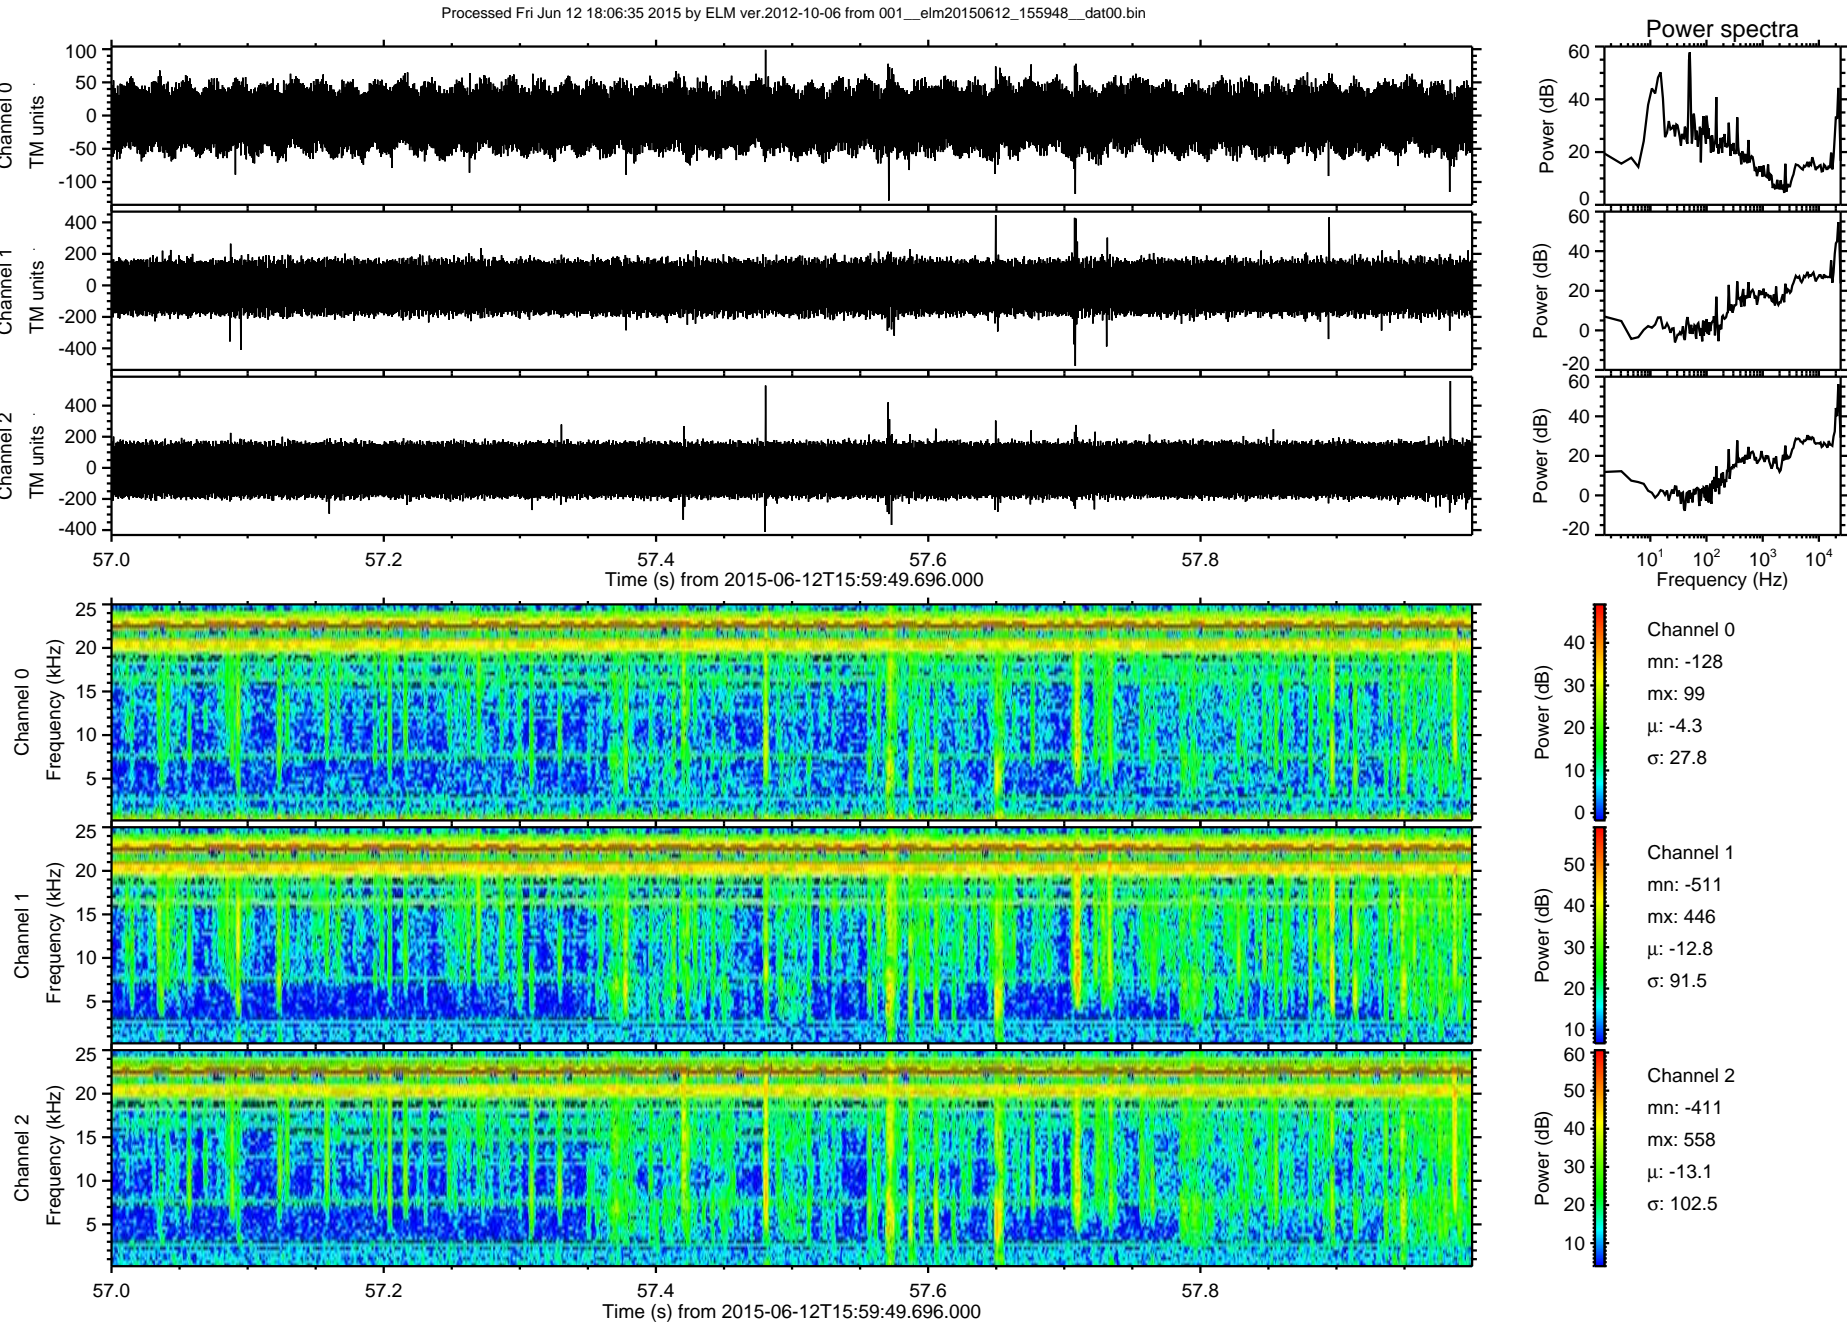 Processed Fri Jun 12 18:06:35 2015 by ELM ver.2012-10-06 from 001__elm20150612_155948__dat00.bin
Power spectra
Channel 0
TM units
100
50
0
-50
-100
Power (dB)
60
40
20
0
Channel 1
TM units
400
200
0
-200
-400
Power (dB)
60
40
20
0
-20
Channel 2
TM units
400
200
0
-200
-400
Power (dB)
60
40
20
0
-20
57.0 57.2 57.4 57.6 57.8
Time (s) from 2015-06-12T15:59:49.696.000
10^1 10^2 10^3 10^4
Frequency (Hz)
Channel 0
Frequency (kHz)
25
20
15
10
5
Power (dB)
40
30
20
10
0
Channel 0
mn: -128
mx: 99
μ: -4.3
σ: 27.8
Channel 1
Frequency (kHz)
25
20
15
10
5
Power (dB)
50
40
30
20
10
Channel 1
mn: -511
mx: 446
μ: -12.8
σ: 91.5
Channel 2
Frequency (kHz)
25
20
15
10
5
Power (dB)
60
50
40
30
20
10
Channel 2
mn: -411
mx: 558
μ: -13.1
σ: 102.5
57.0 57.2 57.4 57.6 57.8
Time (s) from 2015-06-12T15:59:49.696.000